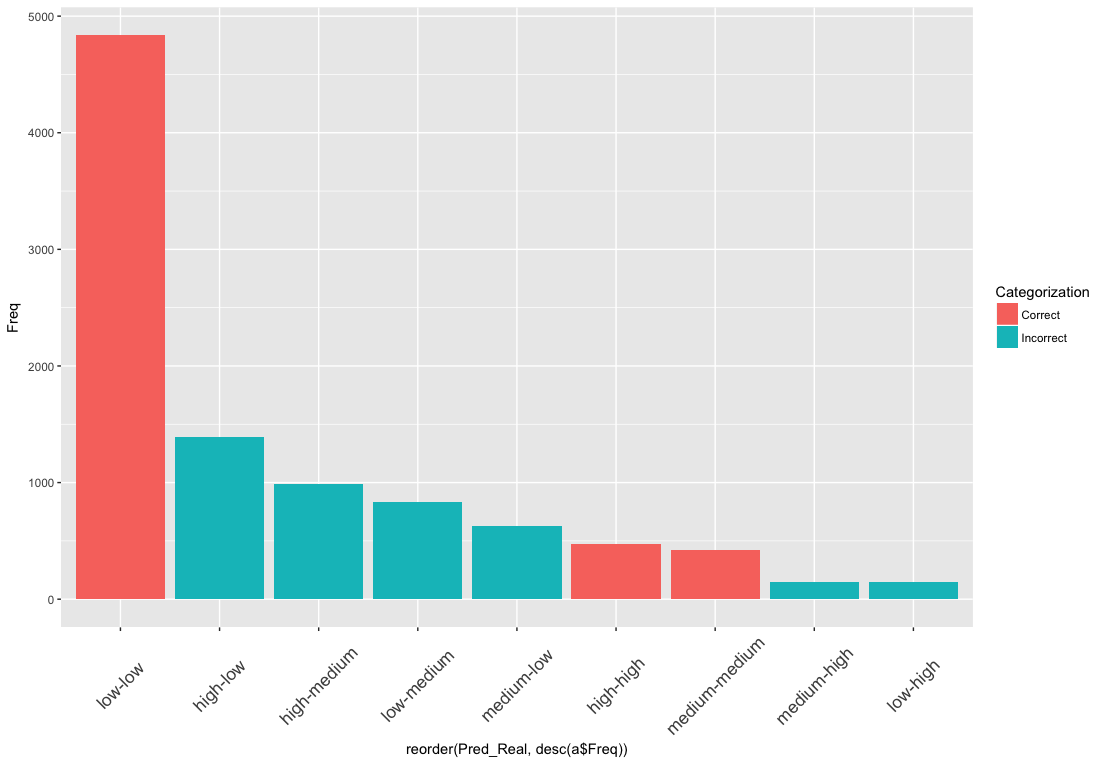 5000
4000
3000
2000
1000
0
Freq
low-low
high-low
high-medium
low-medium
medium-low
high-high
medium-medium
medium-high
low-high
reorder(Pred_Real, desc(a$Freq))
Categorization
Correct
Incorrect